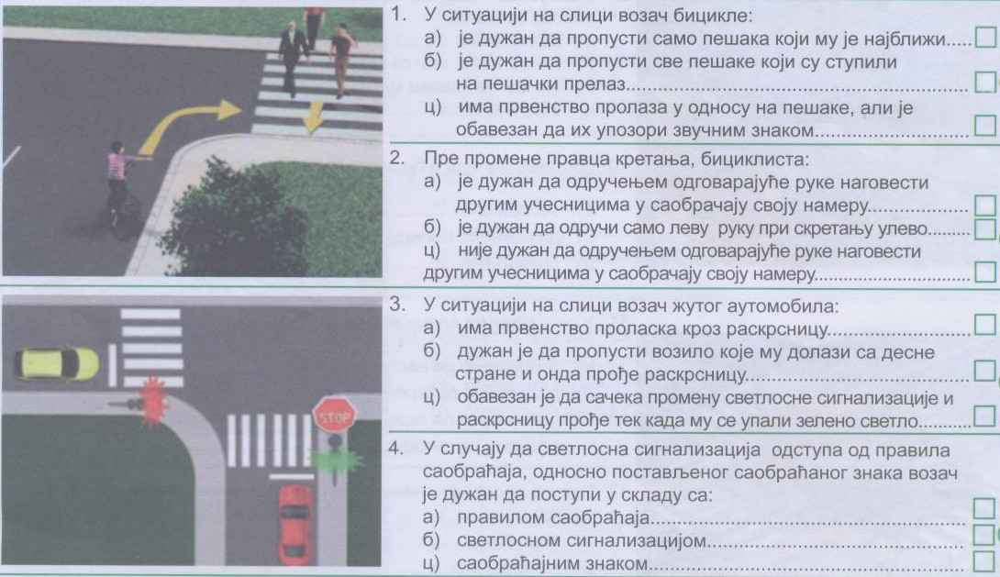 1. У ситуацији на слици возач бицикле:
а) је дужан да пропусти само пешака који му је најближи.....
б) је дужан да пропусти све пешаке који су ступили
на пешачки прелаз.......................................................
ц) има првенство пролаза у односу на пешаке, али је
обавезан да их упозори звучним знаком.........................
2. Пре промене правца кретања, бициклиста:
а) је дужан да одручењем одговарајуће руке наговести
другим учесницима у саобрачају своју намеру................
б) је дужан да одручи само леву руку при скретању улево.........
ц) није дужан да одручењем одговарајуће руке наговести
другим учесницима у саобрачају своју намеру.........................
3. У ситуацији на слици возач жутог аутомобила:
а) има првенство проласка кроз раскрсницу.......................
б) дужан је да пропусти возило које му долази са десне
стране и онда прође раскрсницу....................................
ц) обавезан је да сачека промену светлосне сигнализације и
раскрсницу прође тек када му се упали зелено светло...........
STOP
4. У случају да светлосна сигнализација одступа од правила
саобраћаја, односно постављеног саобраћаног знака возач
је дужан да поступи у складу са:
а) правилом саобраћаја...................................................
б) светлосном сигнализацијом..........................................
ц) саобраћајним знаком...................................................